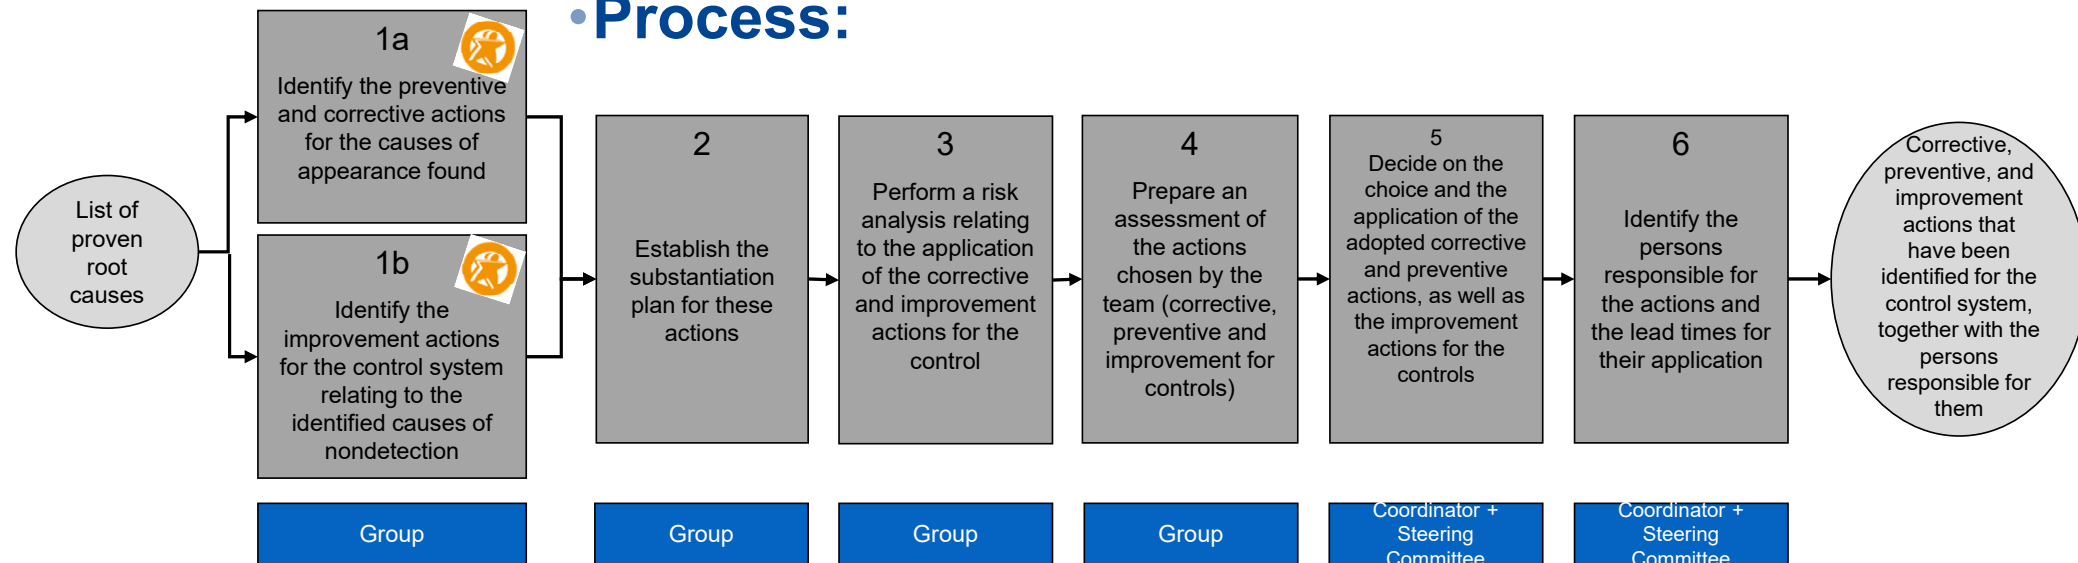 •Process:
List of
proven
root
causes
1a
Identify the preventive
and corrective actions
for the causes of
appearance found
1b
Identify the
improvement actions
for the control system
relating to the
identified causes of
nondetection
2
Establish the
substantiation
plan for these
actions
3
Perform a risk
analysis relating
to the application
of the corrective
and improvement
actions for the
control
4
Prepare an
assessment of
the actions
chosen by the
team (corrective,
preventive and
improvement for
controls)
5
Decide on the
choice and the
application of the
adopted corrective
and preventive
actions, as well as
the improvement
actions for the
controls
6
Identify the
persons
responsible for
the actions and
the lead times for
their application
Corrective,
preventive, and
improvement
actions that
have been
identified for the
control system,
together with the
persons
responsible for
them
Group
Group
Group
Group
Coordinator +
Steering
Committee
Coordinator +
Steering
Committee